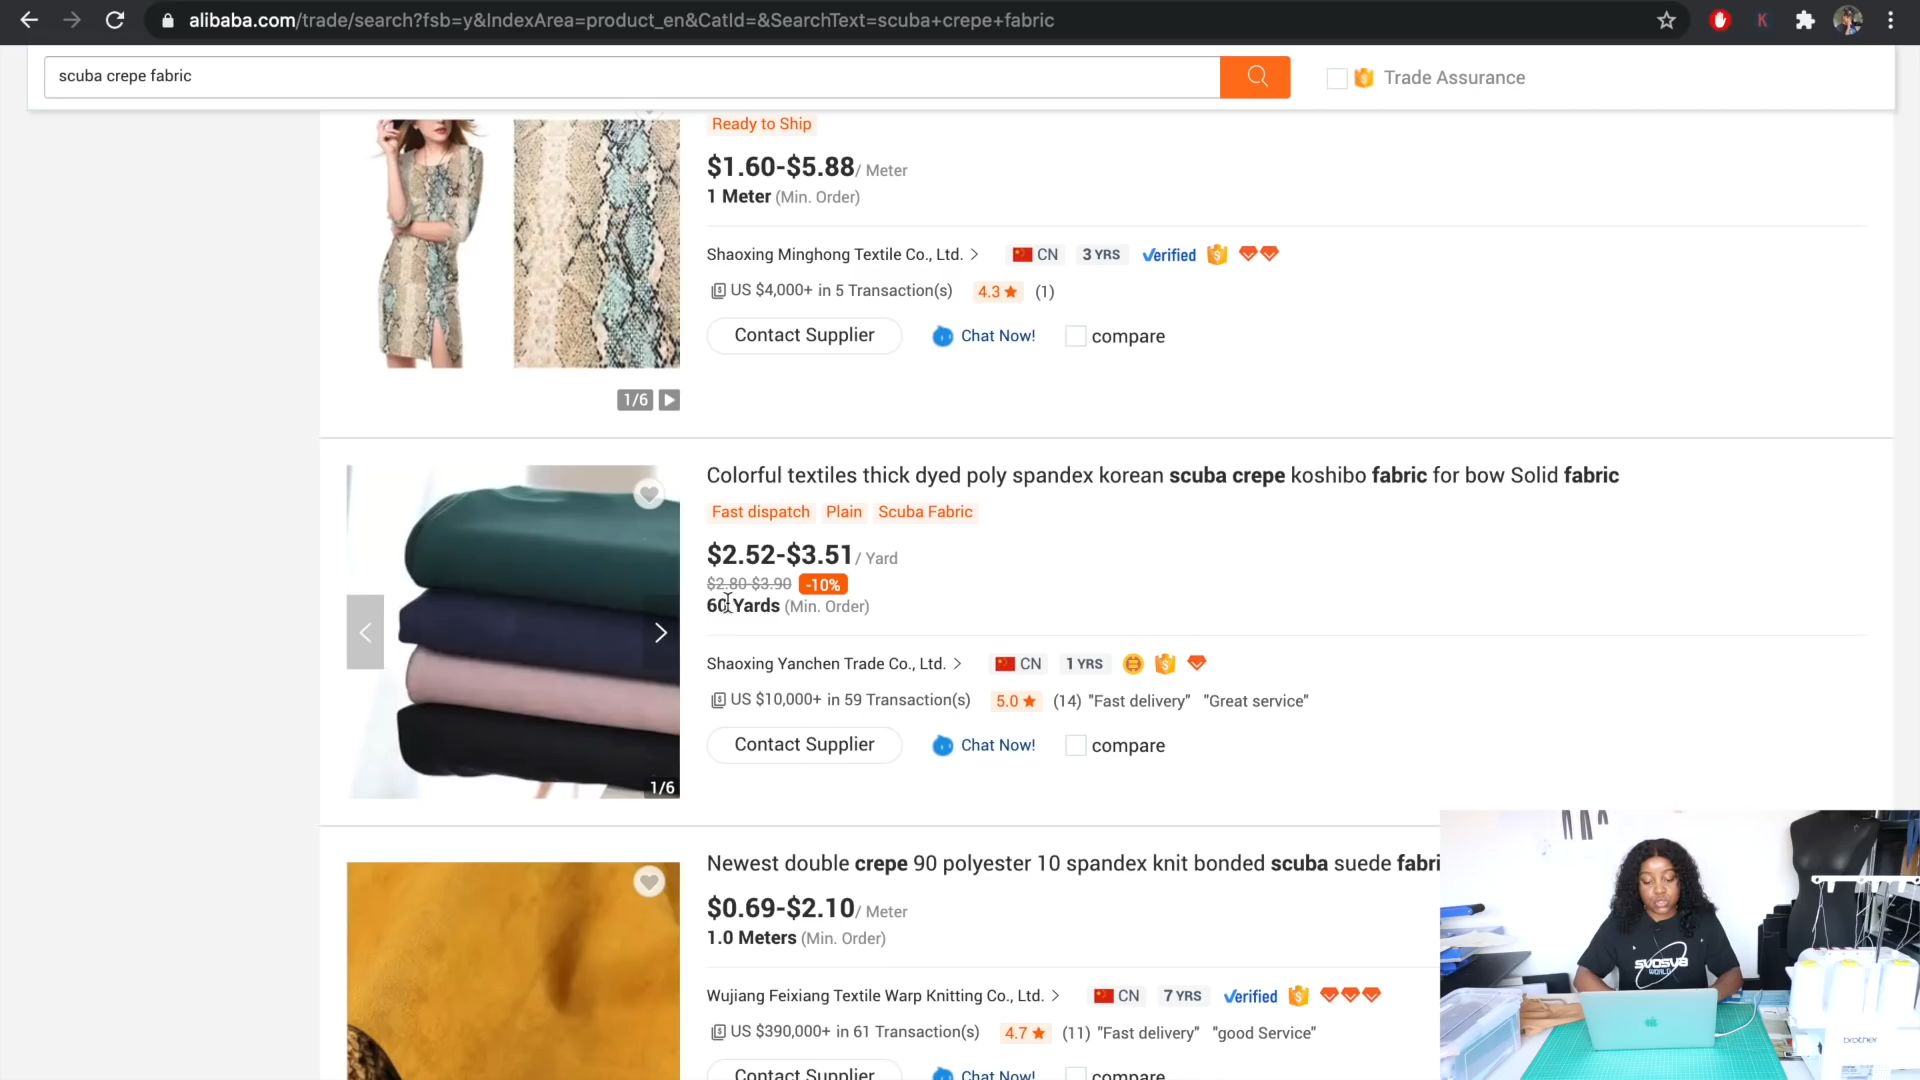 alibaba.com/trade/search?fsb=y&IndexArea=product_en&CatId=&SearchText=scuba+crepe+fabric
K
scuba crepe fabric
Trade Assurance
Ready to Ship
$1.60-$5.88/ Meter
1 Meter (Min. Order)
Shaoxing Minghong Textile Co., Ltd. > CN 3 YRS Verified
US $4,000+ in 5 Transaction(s) 4.3 (1)
Contact Supplier Chat Now! compare
1/6
Colorful textiles thick dyed poly spandex korean scuba crepe koshibo fabric for bow Solid fabric
Fast dispatch Plain Scuba Fabric
$2.52-$3.51/ Yard
$2.80-$3.90 -10%
60 Yards (Min. Order)
Shaoxing Yanchen Trade Co., Ltd. > CN 1 YRS
US $10,000+ in 59 Transaction(s) 5.0 (14) "Fast delivery" "Great service"
Contact Supplier Chat Now! compare
1/6
Newest double crepe 90 polyester 10 spandex knit bonded scuba suede fabri
$0.69-$2.10/ Meter
1.0 Meters (Min. Order)
Wujiang Feixiang Textile Warp Knitting Co., Ltd. > CN 7 YRS Verified
US $390,000+ in 61 Transaction(s) 4.7 (11) "Fast delivery" "good Service"
Contact Supplier Chat Now! compare
WORLD
brother